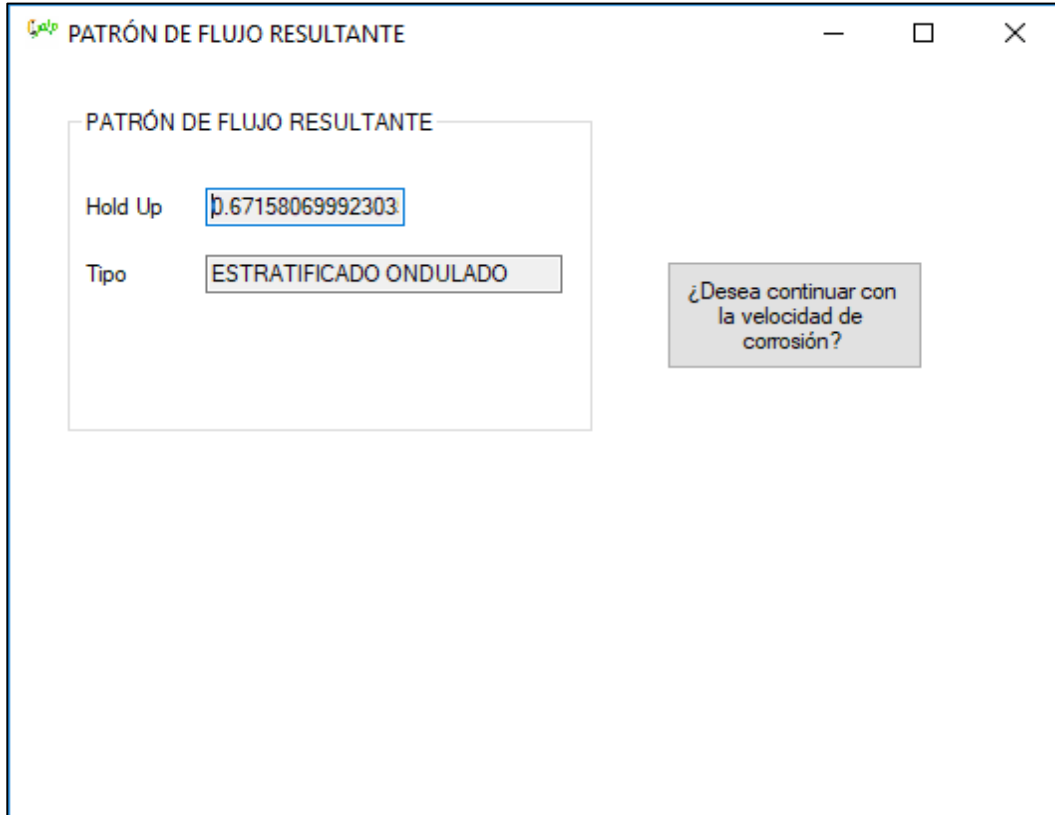 PATRÓN DE FLUJO RESULTANTE
PATRÓN DE FLUJO RESULTANTE
Hold Up 0.67158069992303
Tipo ESTRATIFICADO ONDULADO
¿Desea continuar con
la velocidad de
corrosión?